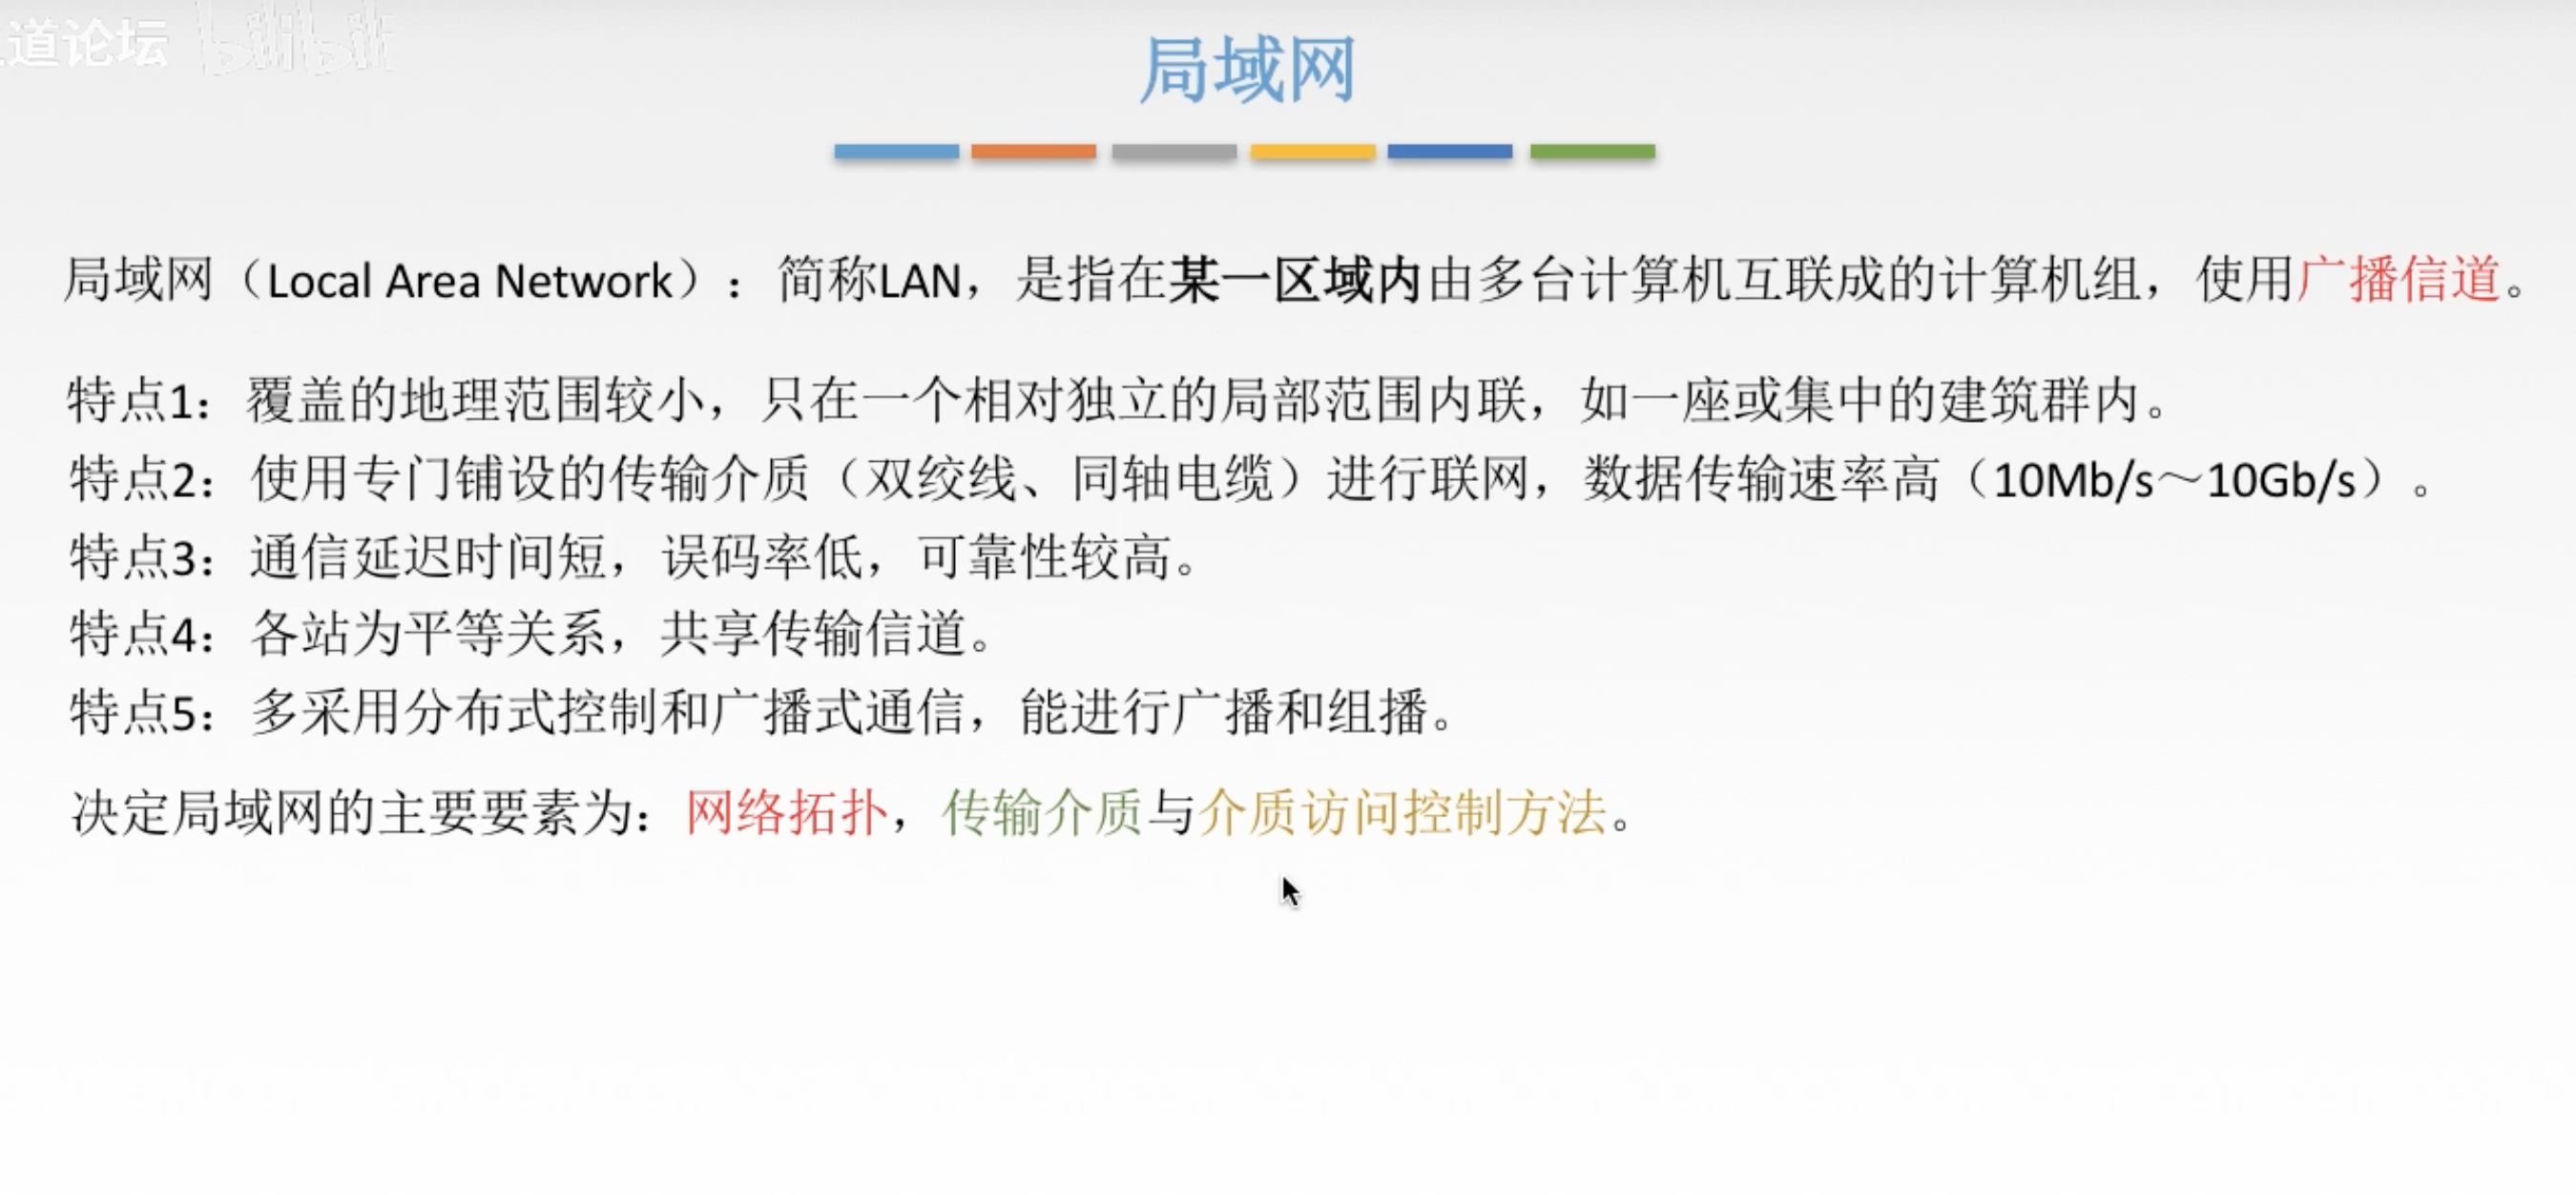 道论坛 bilibili
局域网
局域网（Local Area Network）：简称LAN，是指在某一区域内由多台计算机互联成的计算机组，使用广播信道。
特点1：覆盖的地理范围较小，只在一个相对独立的局部范围内联，如一座或集中的建筑群内。
特点2：使用专门铺设的传输介质（双绞线、同轴电缆）进行联网，数据传输速率高（10Mb/s～10Gb/s）。
特点3：通信延迟时间短，误码率低，可靠性较高。
特点4：各站为平等关系，共享传输信道。
特点5：多采用分布式控制和广播式通信，能进行广播和组播。
决定局域网的主要要素为：网络拓扑，传输介质与介质访问控制方法。